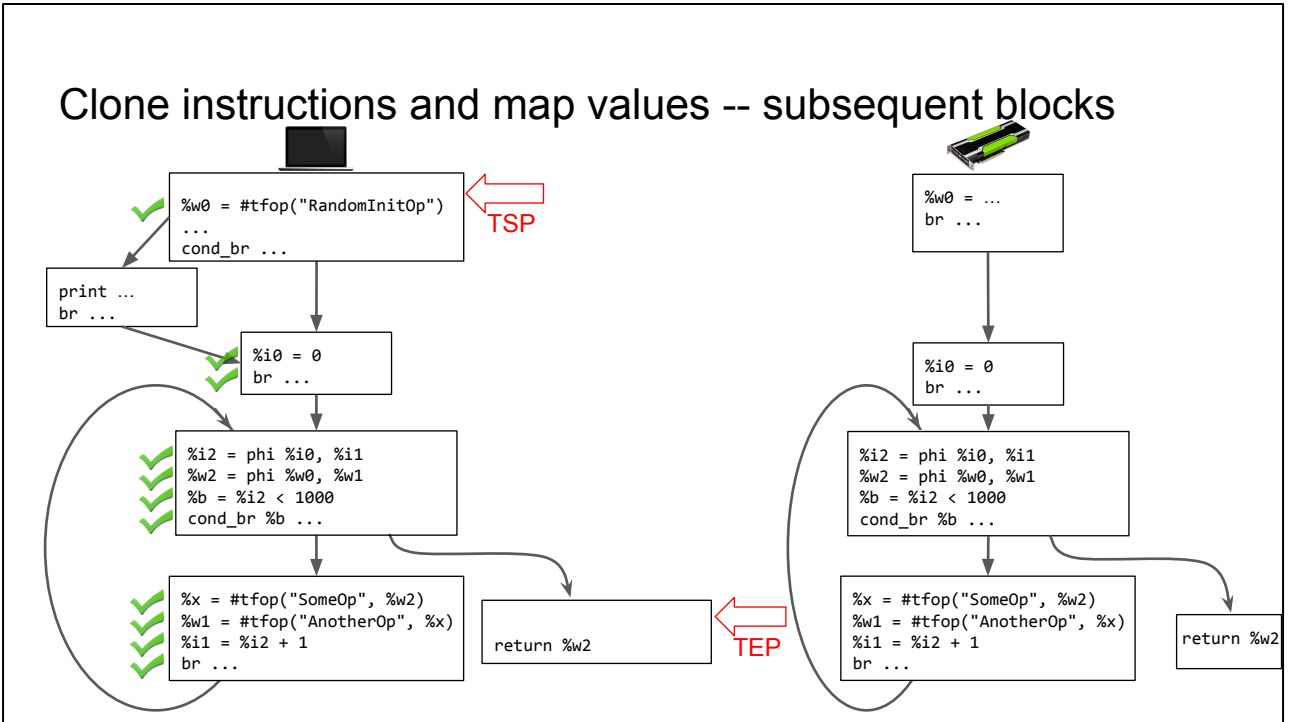 Clone instructions and map values -- subsequent blocks
%w0 = #tfop("RandomInitOp")
...
cond_br ...
TSP
print …
br ...
%i0 = 0
br ...
%i2 = phi %i0, %i1
%w2 = phi %w0, %w1
%b = %i2 < 1000
cond_br %b ...
%x = #tfop("SomeOp", %w2)
%w1 = #tfop("AnotherOp", %x)
%i1 = %i2 + 1
br ...
return %w2
TEP
%w0 = …
br ...
%i0 = 0
br ...
%i2 = phi %i0, %i1
%w2 = phi %w0, %w1
%b = %i2 < 1000
cond_br %b ...
%x = #tfop("SomeOp", %w2)
%w1 = #tfop("AnotherOp", %x)
%i1 = %i2 + 1
br ...
return %w2